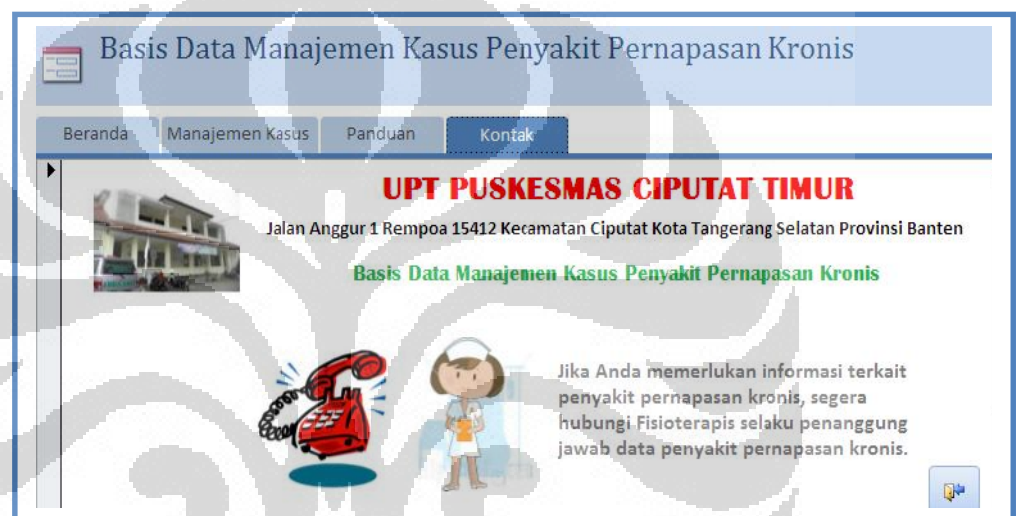 Basis Data Manajemen Kasus Penyakit Pernapasan Kronis
Beranda Manajemen Kasus Panduan Kontak
UPT PUSKESMAS CIPUTAT TIMUR
Jalan Anggur 1 Rempoa 15412 Kecamatan Ciputat Kota Tangerang Selatan Provinsi Banten
Basis Data Manajemen Kasus Penyakit Pernapasan Kronis
Jika Anda memerlukan informasi terkait
penyakit pernapasan kronis, segera
hubungi Fisioterapis selaku penanggung
jawab data penyakit pernapasan kronis.